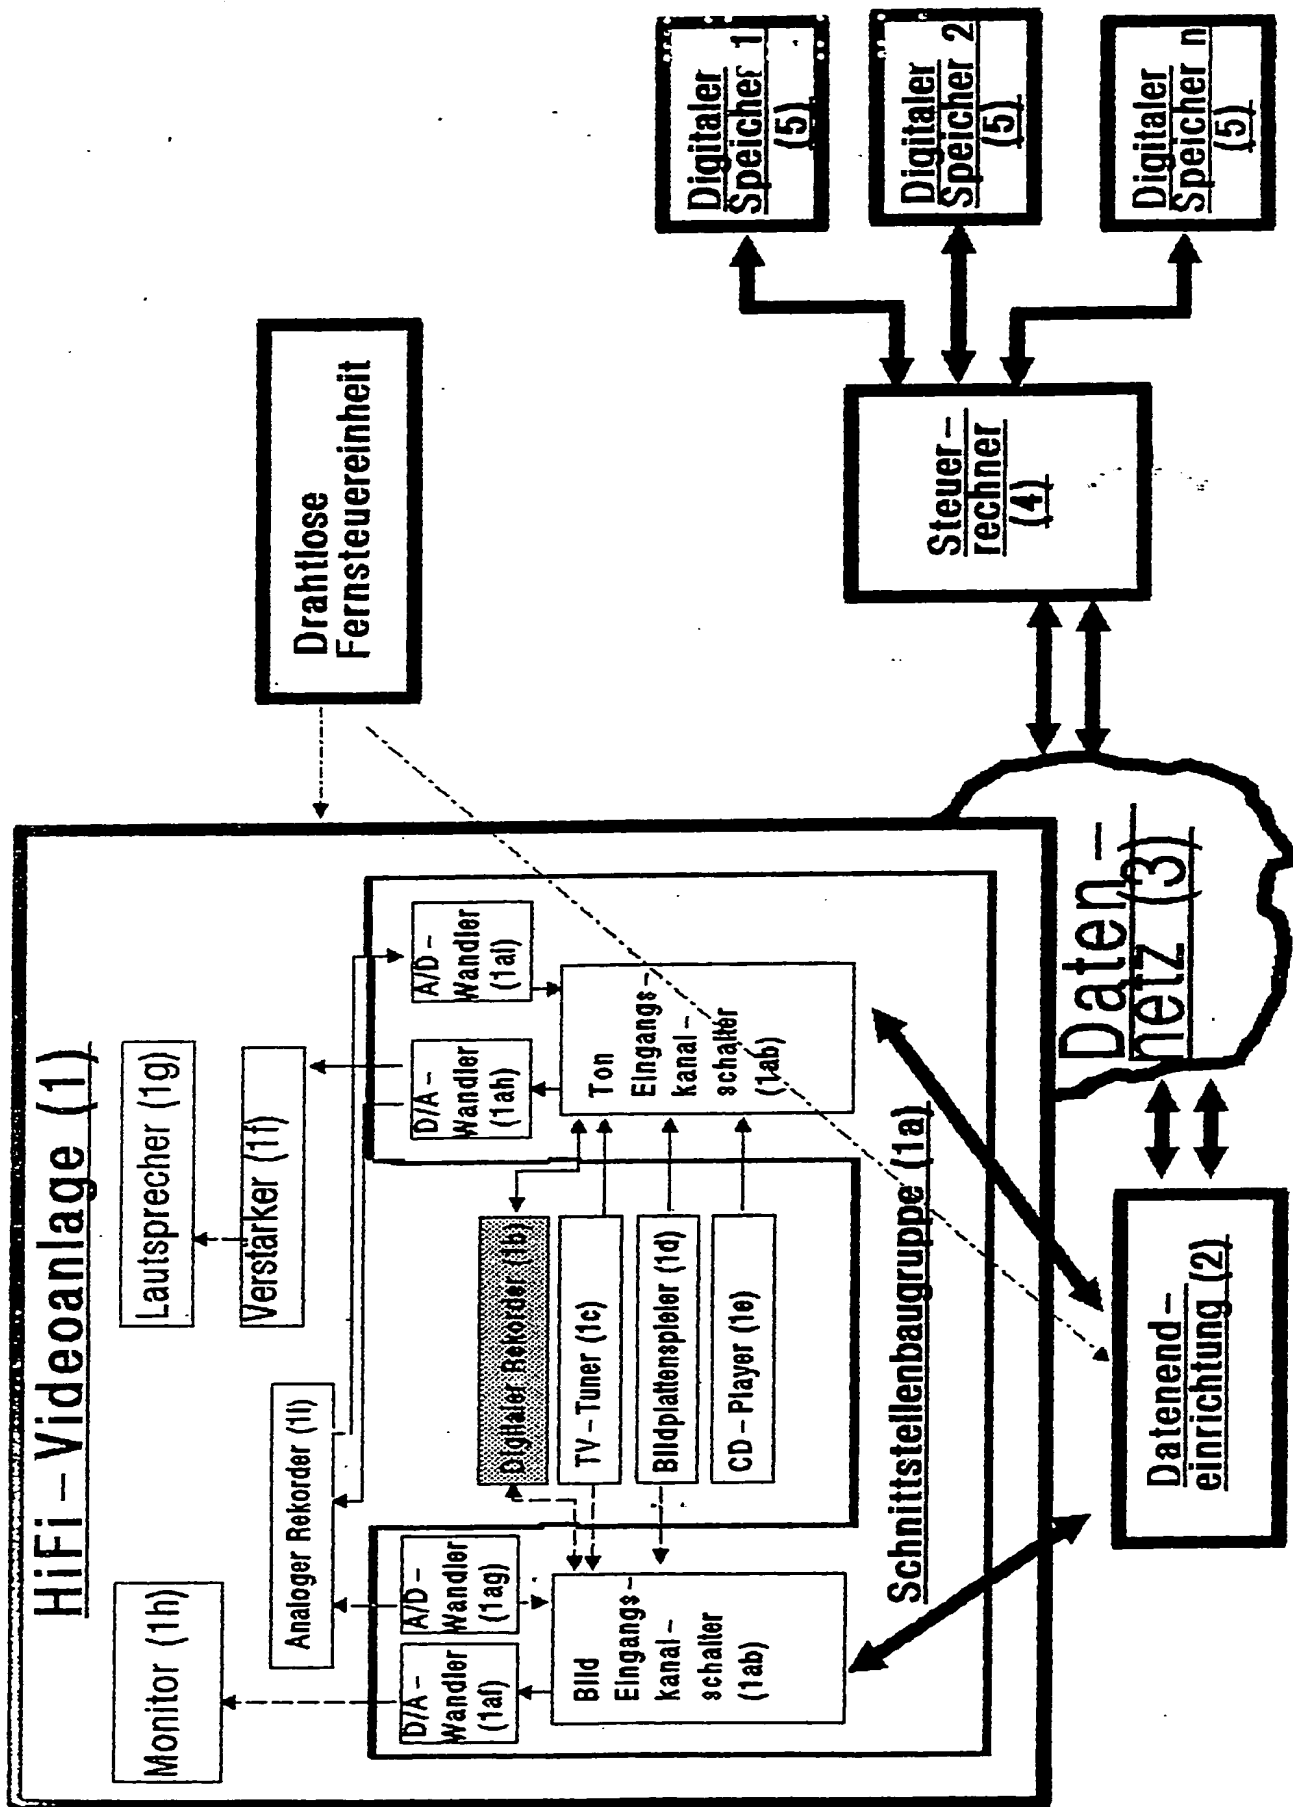 HiFi-Videoanlage (1)
Monitor (1h)
Lautsprecher (1g)
Verstärker (1f)
Analoger Rekorder (1i)
D/A-
Wandler
(1af)
A/D-
Wandler
(1ag)
D/A-
Wandler
(1ah)
A/D-
Wandler
(1ai)
Bild
Eingangs-
kanal-
schalter
(1ab)
Digitaler Rekorder (1b)
TV-Tuner (1c)
Bildplattenspieler (1d)
CD-Player (1e)
Ton
Eingangs-
kanal-
schalter
(1ab)
Schnittstellenbaugruppe (1a)
Drahtlose
Fernsteuereinheit
Datenend-
einrichtung (2)
Daten-
netz (3)
Steuer-
rechner
(4)
Digitaler
Speicher 1
(5)
Digitaler
Speicher 2
(5)
Digitaler
Speicher n
(5)